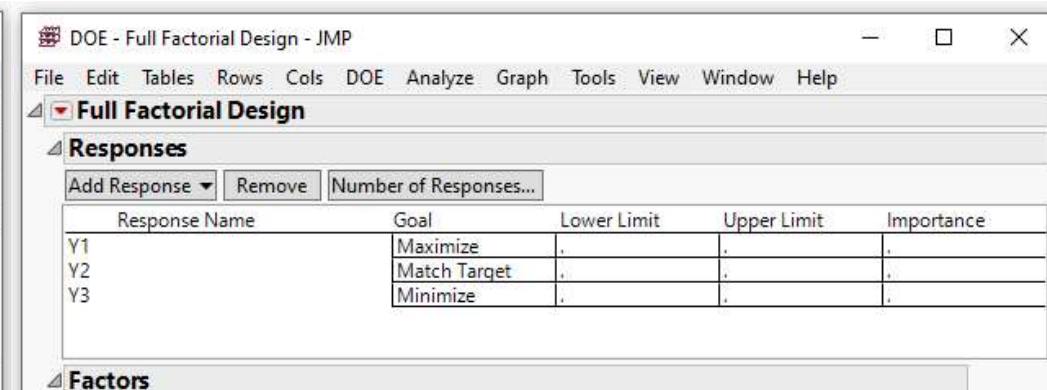 DOE - Full Factorial Design - JMP
File Edit Tables Rows Cols DOE Analyze Graph Tools View Window Help
Full Factorial Design
Responses
Add Response Remove Number of Responses...
Response Name Goal Lower Limit Upper Limit Importance
Y1 Maximize . . .
Y2 Match Target . . .
Y3 Minimize . . .
Factors